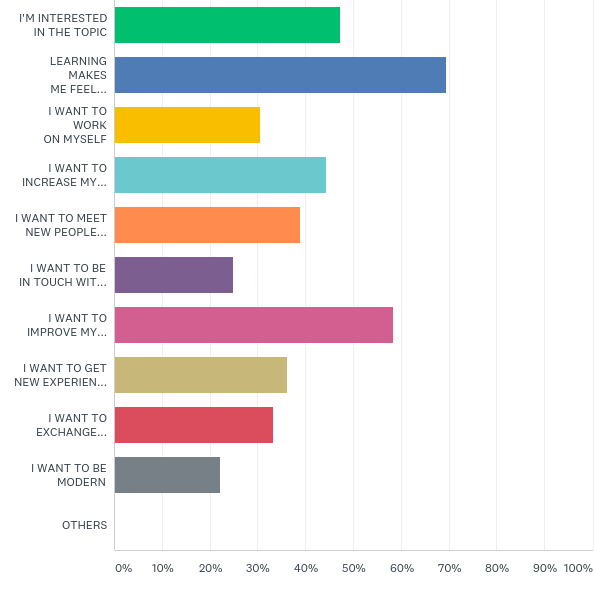 I'M INTERESTED
IN THE TOPIC
LEARNING
MAKES
ME FEEL...
I WANT TO
WORK
ON MYSELF
I WANT TO
INCREASE MY...
I WANT TO MEET
NEW PEOPLE...
I WANT TO BE
IN TOUCH WIT...
I WANT TO
IMPROVE MY...
I WANT TO GET
NEW EXPERIEN...
I WANT TO
EXCHANGE...
I WANT TO BE
MODERN
OTHERS
0% 10% 20% 30% 40% 50% 60% 70% 80% 90% 100%